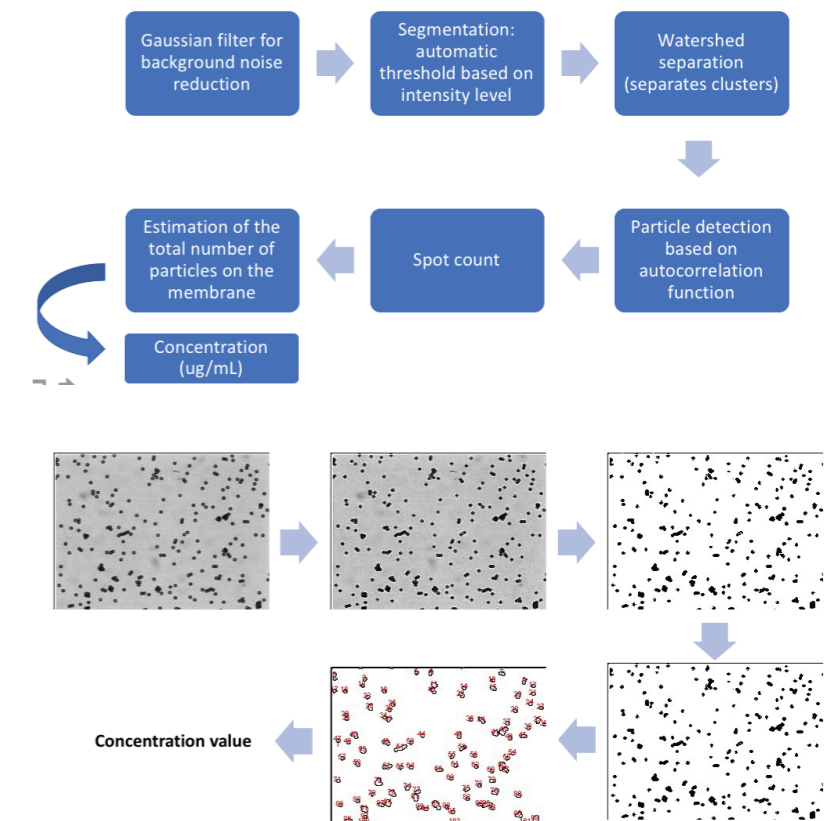 Gaussian filter for
background noise
reduction
Segmentation:
automatic
threshold based on
intensity level
Watershed
separation
(separates clusters)
Particle detection
based on
autocorrelation
function
Spot count
Estimation of the
total number of
particles on the
membrane
Concentration
(ug/mL)
Concentration value